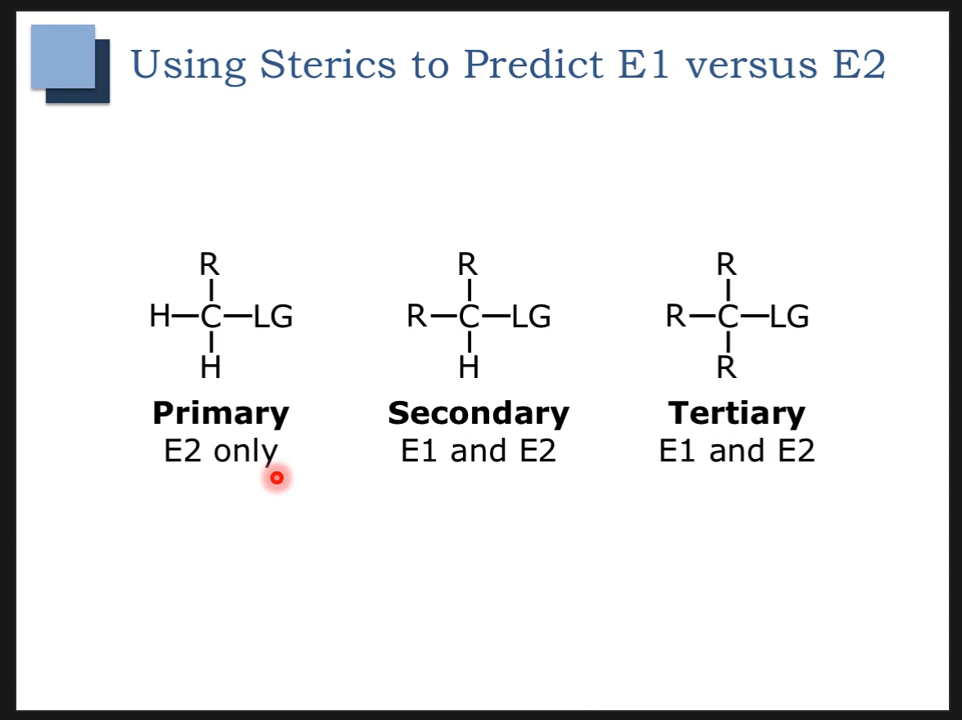 Using Sterics to Predict E1 versus E2
R R R
H—C—LG R—C—LG R—C—LG
H H R
Primary Secondary Tertiary
E2 only E1 and E2 E1 and E2